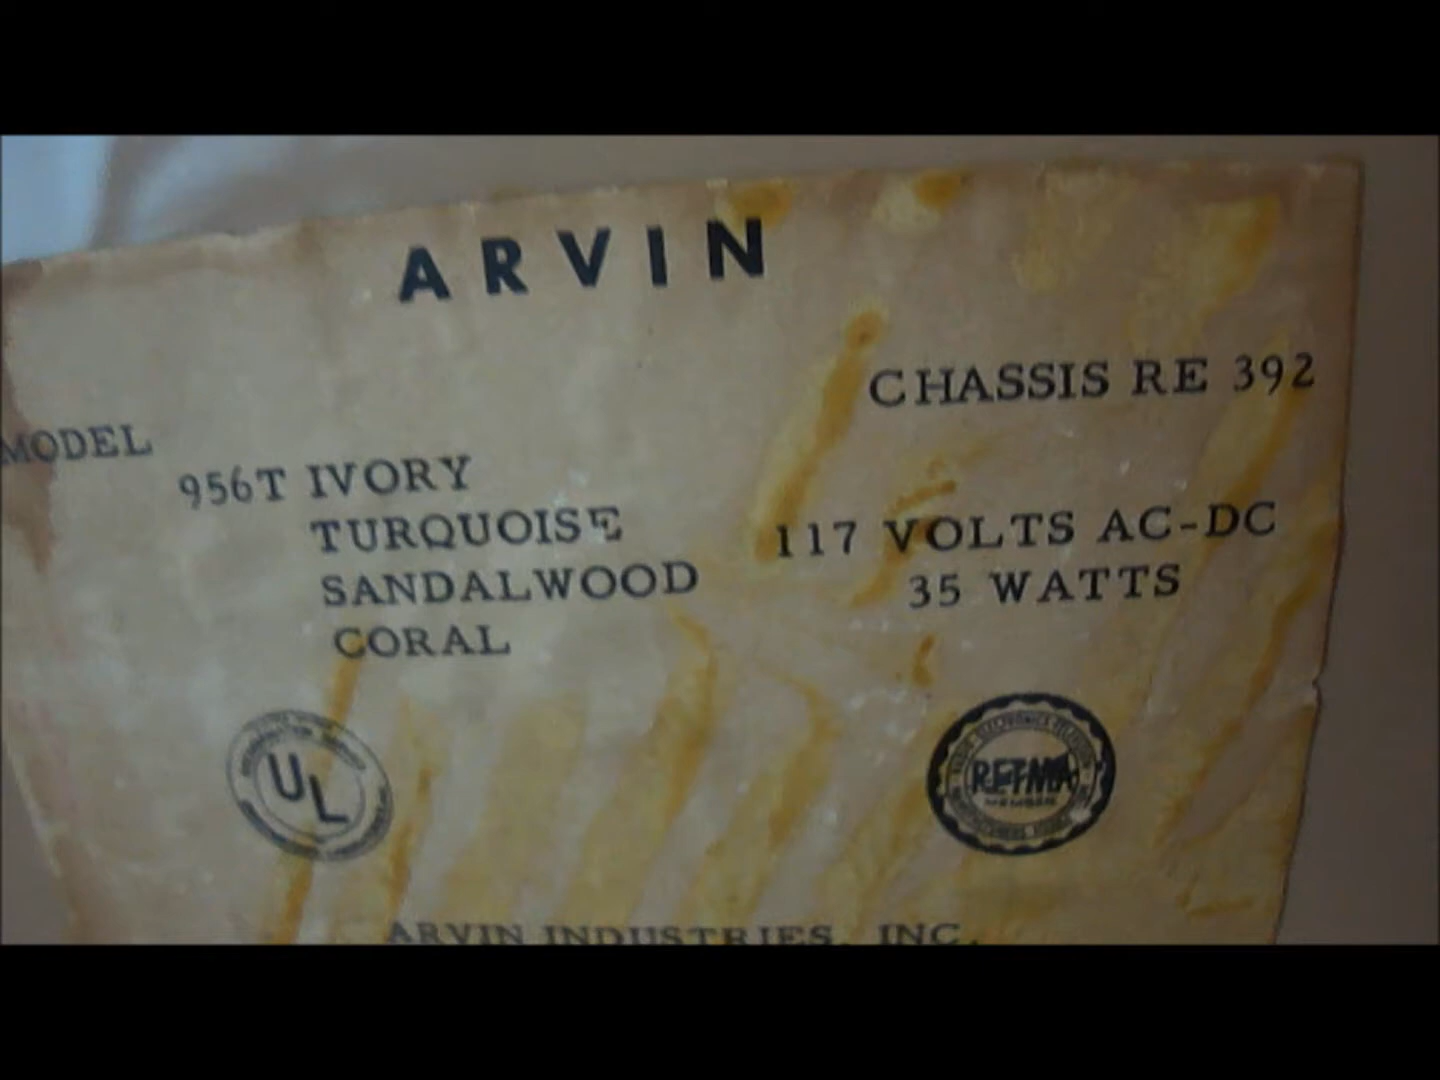 ARVIN
CHASSIS RE 392
MODEL
956T IVORY
TURQUOISE
SANDALWOOD
CORAL
117 VOLTS AC-DC
35 WATTS
UL
RETMA
MEMBER
ARVIN INDUSTRIES, INC.